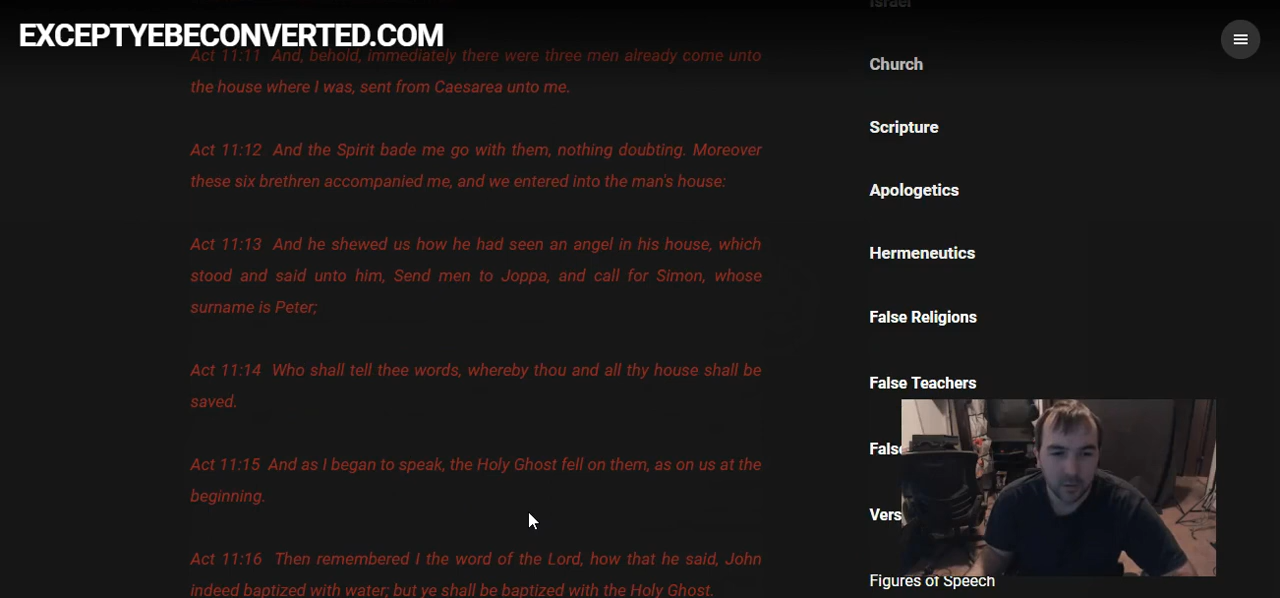 EXCEPTYEBECONVERTED.COM
Act 11:11 And, behold, immediately there were three men already come unto
the house where I was, sent from Caesarea unto me.
Act 11:12 And the Spirit bade me go with them, nothing doubting. Moreover
these six brethren accompanied me, and we entered into the man's house:
Act 11:13 And he shewed us how he had seen an angel in his house, which
stood and said unto him, Send men to Joppa, and call for Simon, whose
surname is Peter;
Act 11:14 Who shall tell thee words, whereby thou and all thy house shall be
saved.
Act 11:15 And as I began to speak, the Holy Ghost fell on them, as on us at the
beginning.
Act 11:16 Then remembered I the word of the Lord, how that he said, John
indeed baptized with water; but ye shall be baptized with the Holy Ghost.
Israel
Church
Scripture
Apologetics
Hermeneutics
False Religions
False Teachers
Figures of Speech